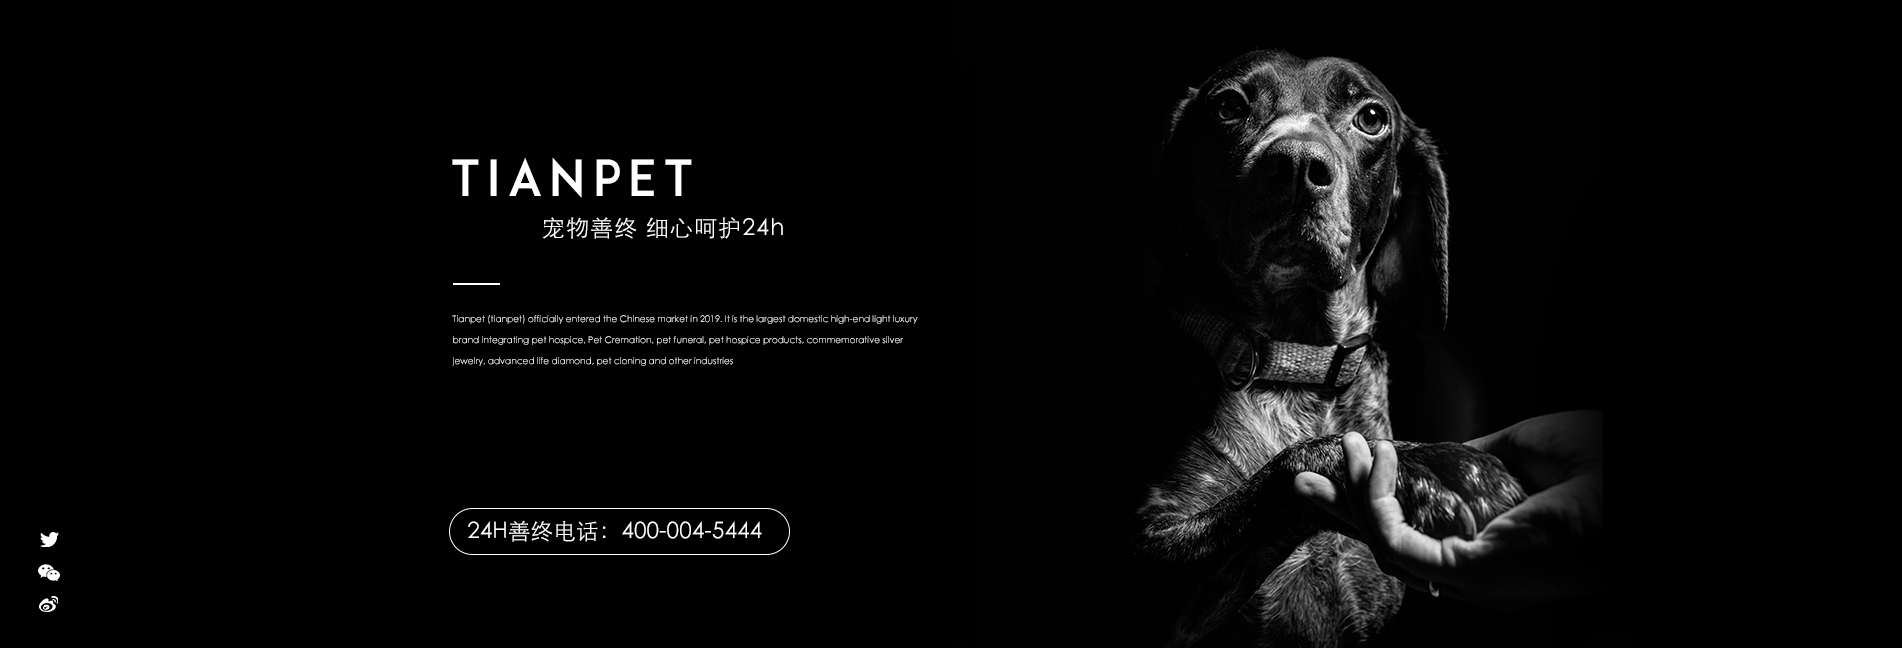 TIANPET
宠物善终 细心呵护24h
Tianpet (tianpet) officially entered the Chinese market in 2019. It is the largest domestic high-end light luxury
brand integrating pet hospice, Pet Cremation, pet funeral, pet hospice products, commemorative silver
jewelry, advanced life diamond, pet cloning and other industries
24H善终电话：400-004-5444